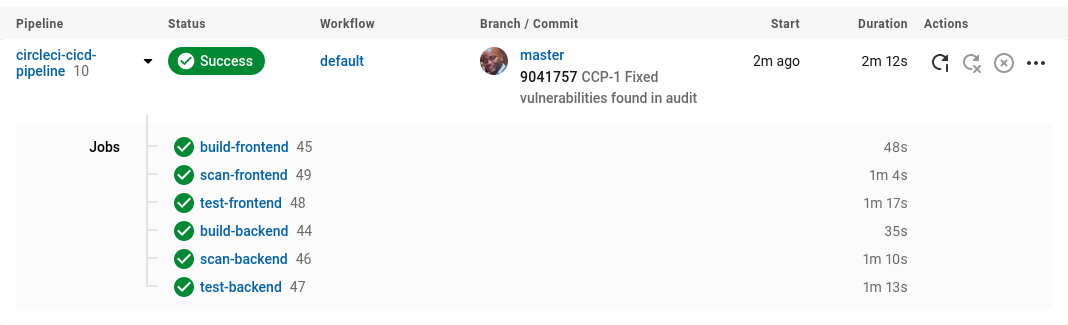 Pipeline Status Workflow Branch / Commit Start Duration Actions
circleci-cicd-pipeline 10 Success default master 2m ago 2m 12s
9041757 CCP-1 Fixed
vulnerabilities found in audit
Jobs build-frontend 45 48s
scan-frontend 49 1m 4s
test-frontend 48 1m 17s
build-backend 44 35s
scan-backend 46 1m 10s
test-backend 47 1m 13s